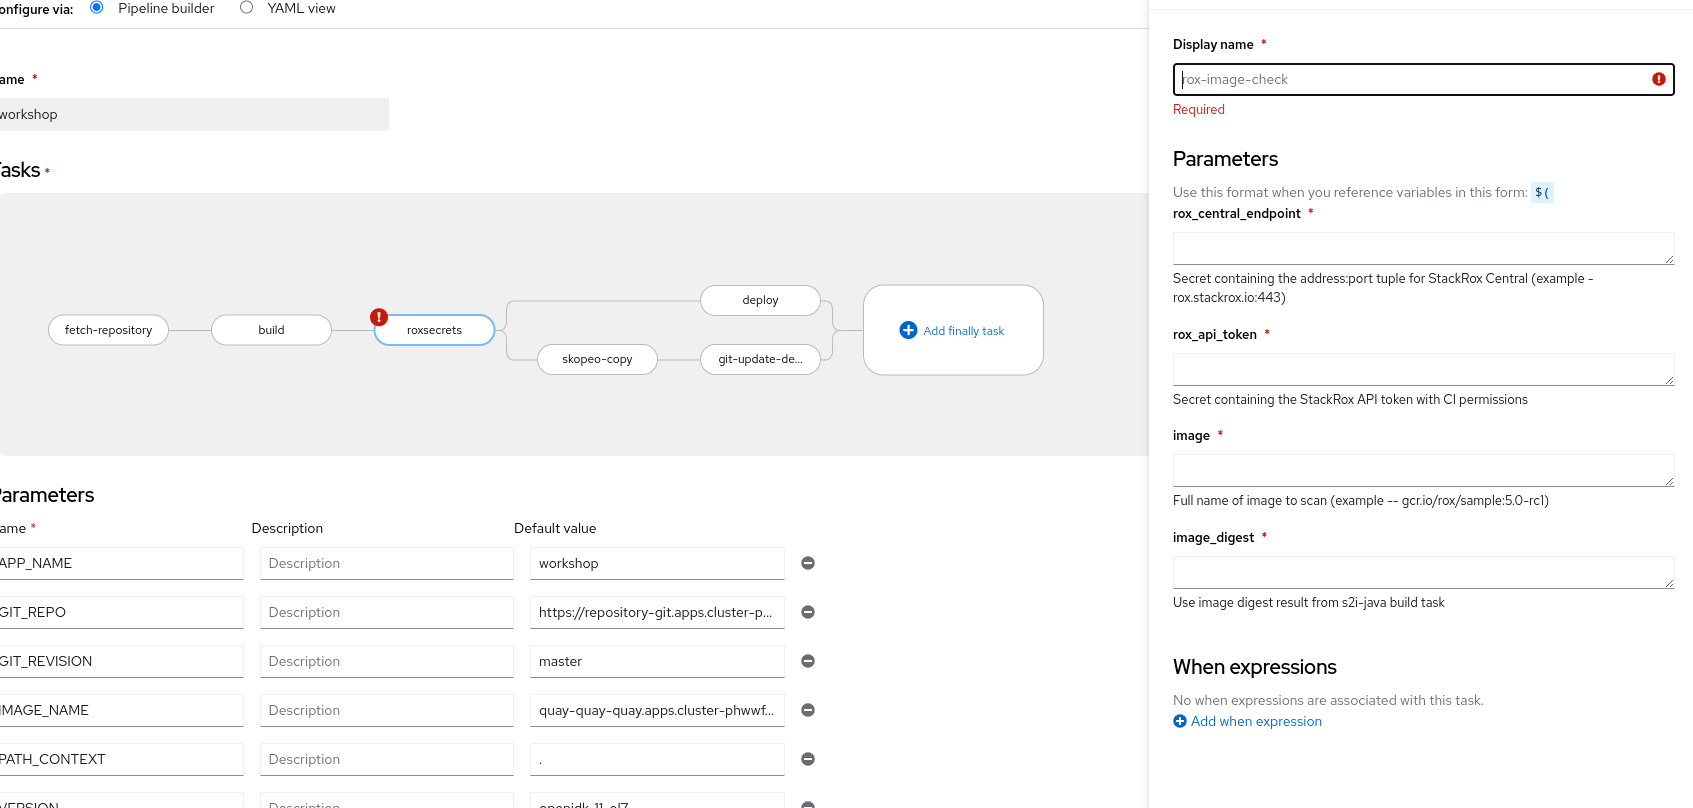 onfigure via:
Pipeline builder
YAML view
ame *
workshop
asks *
fetch-repository
build
!
roxsecrets
deploy
skopeo-copy
git-update-de...
Add finally task
Parameters
ame *
Description
Default value
APP_NAME
Description
workshop
GIT_REPO
Description
https://repository-git.apps.cluster-p...
GIT_REVISION
Description
master
IMAGE_NAME
Description
quay-quay-quay.apps.cluster-phwwf...
PATH_CONTEXT
Description
.
VERSION
Description
openjdk-11-el7
Display name *
rox-image-check
Required
Parameters
Use this format when you reference variables in this form: $(
rox_central_endpoint *
Secret containing the address:port tuple for StackRox Central (example -
rox.stackrox.io:443)
rox_api_token *
Secret containing the StackRox API token with CI permissions
image *
Full name of image to scan (example -- gcr.io/rox/sample:5.0-rc1)
image_digest *
Use image digest result from s2i-java build task
When expressions
No when expressions are associated with this task.
Add when expression